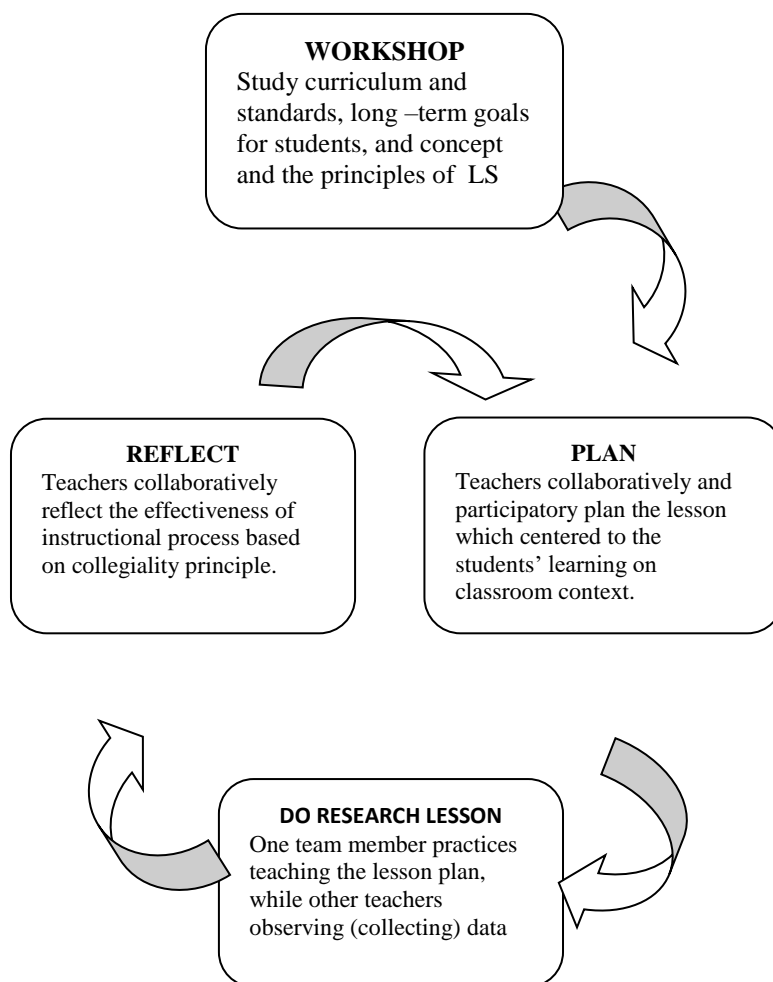 WORKSHOP
Study curriculum and
standards, long –term goals
for students, and concept
and the principles of LS
REFLECT
Teachers collaboratively
reflect the effectiveness of
instructional process based
on collegiality principle.
PLAN
Teachers collaboratively and
participatory plan the lesson
which centered to the
students’ learning on
classroom context.
DO RESEARCH LESSON
One team member practices
teaching the lesson plan,
while other teachers
observing (collecting) data